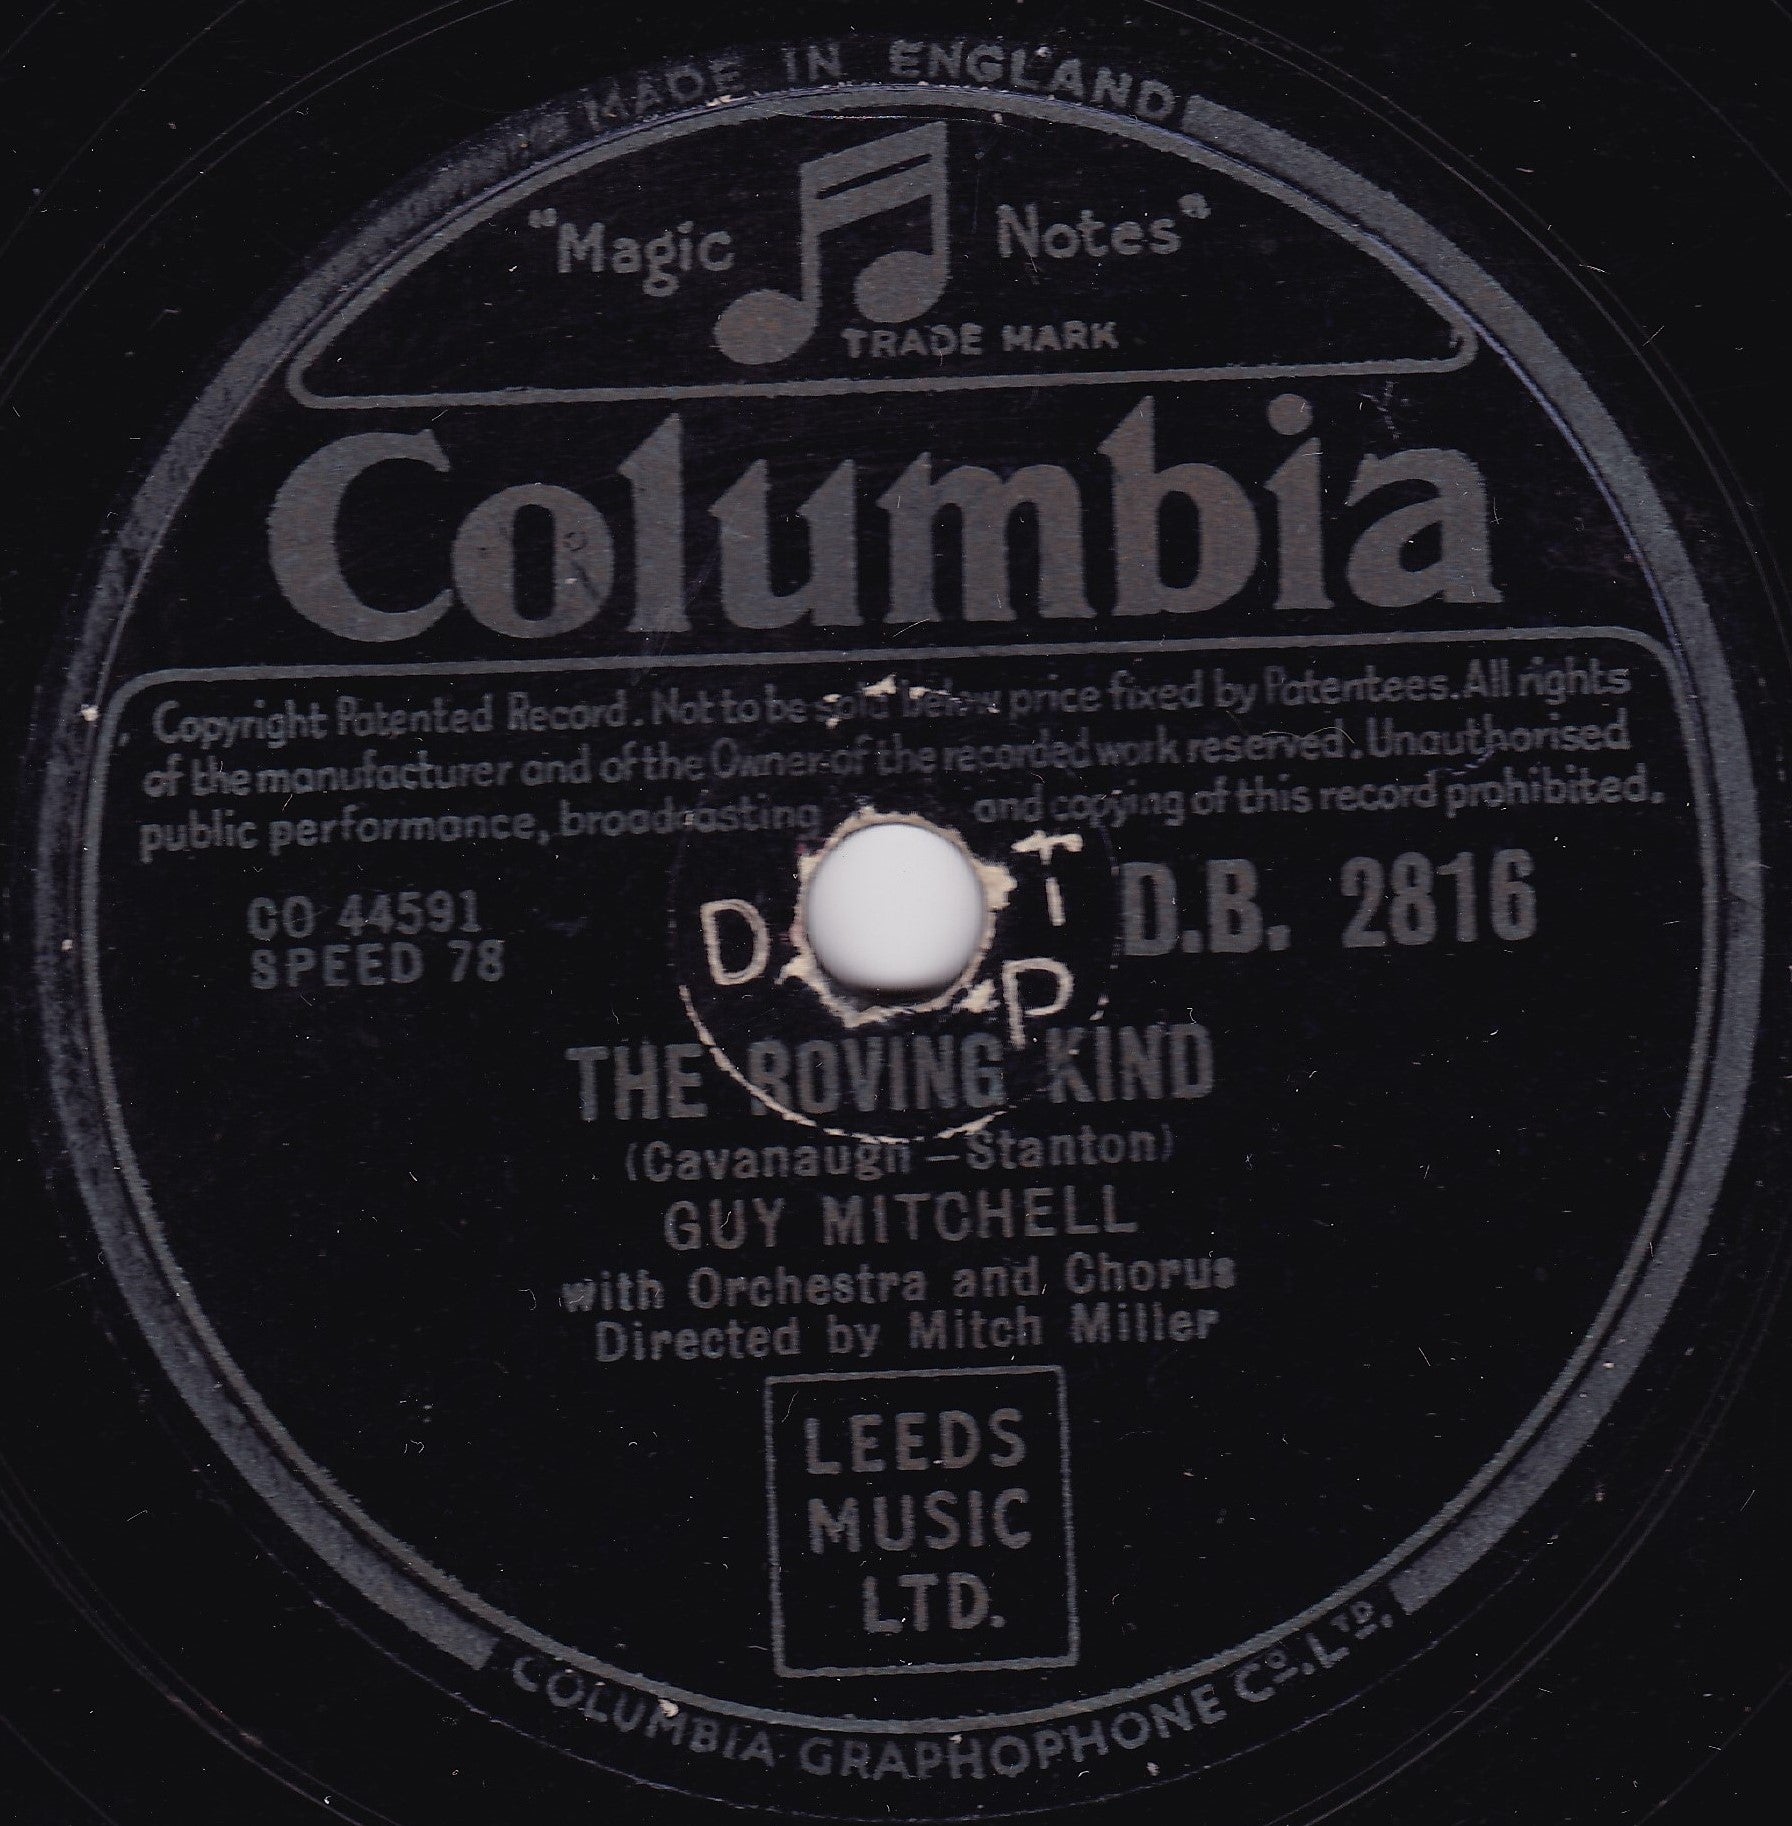 MADE IN ENGLAND
"Magic Notes"
TRADE MARK
Columbia
Copyright Patented Record. Not to be sold below price fixed by Patentees. All rights
of the manufacturer and of the Owner of the recorded work reserved. Unauthorised
public performance, broadcasting and copying of this record prohibited.
CO 44591
SPEED 78
D T
P
D.B. 2816
THE ROVING KIND
(Cavanaugh – Stanton)
GUY MITCHELL
with Orchestra and Chorus
Directed by Mitch Miller
LEEDS
MUSIC
LTD.
COLUMBIA GRAPHOPHONE Co. LTD.